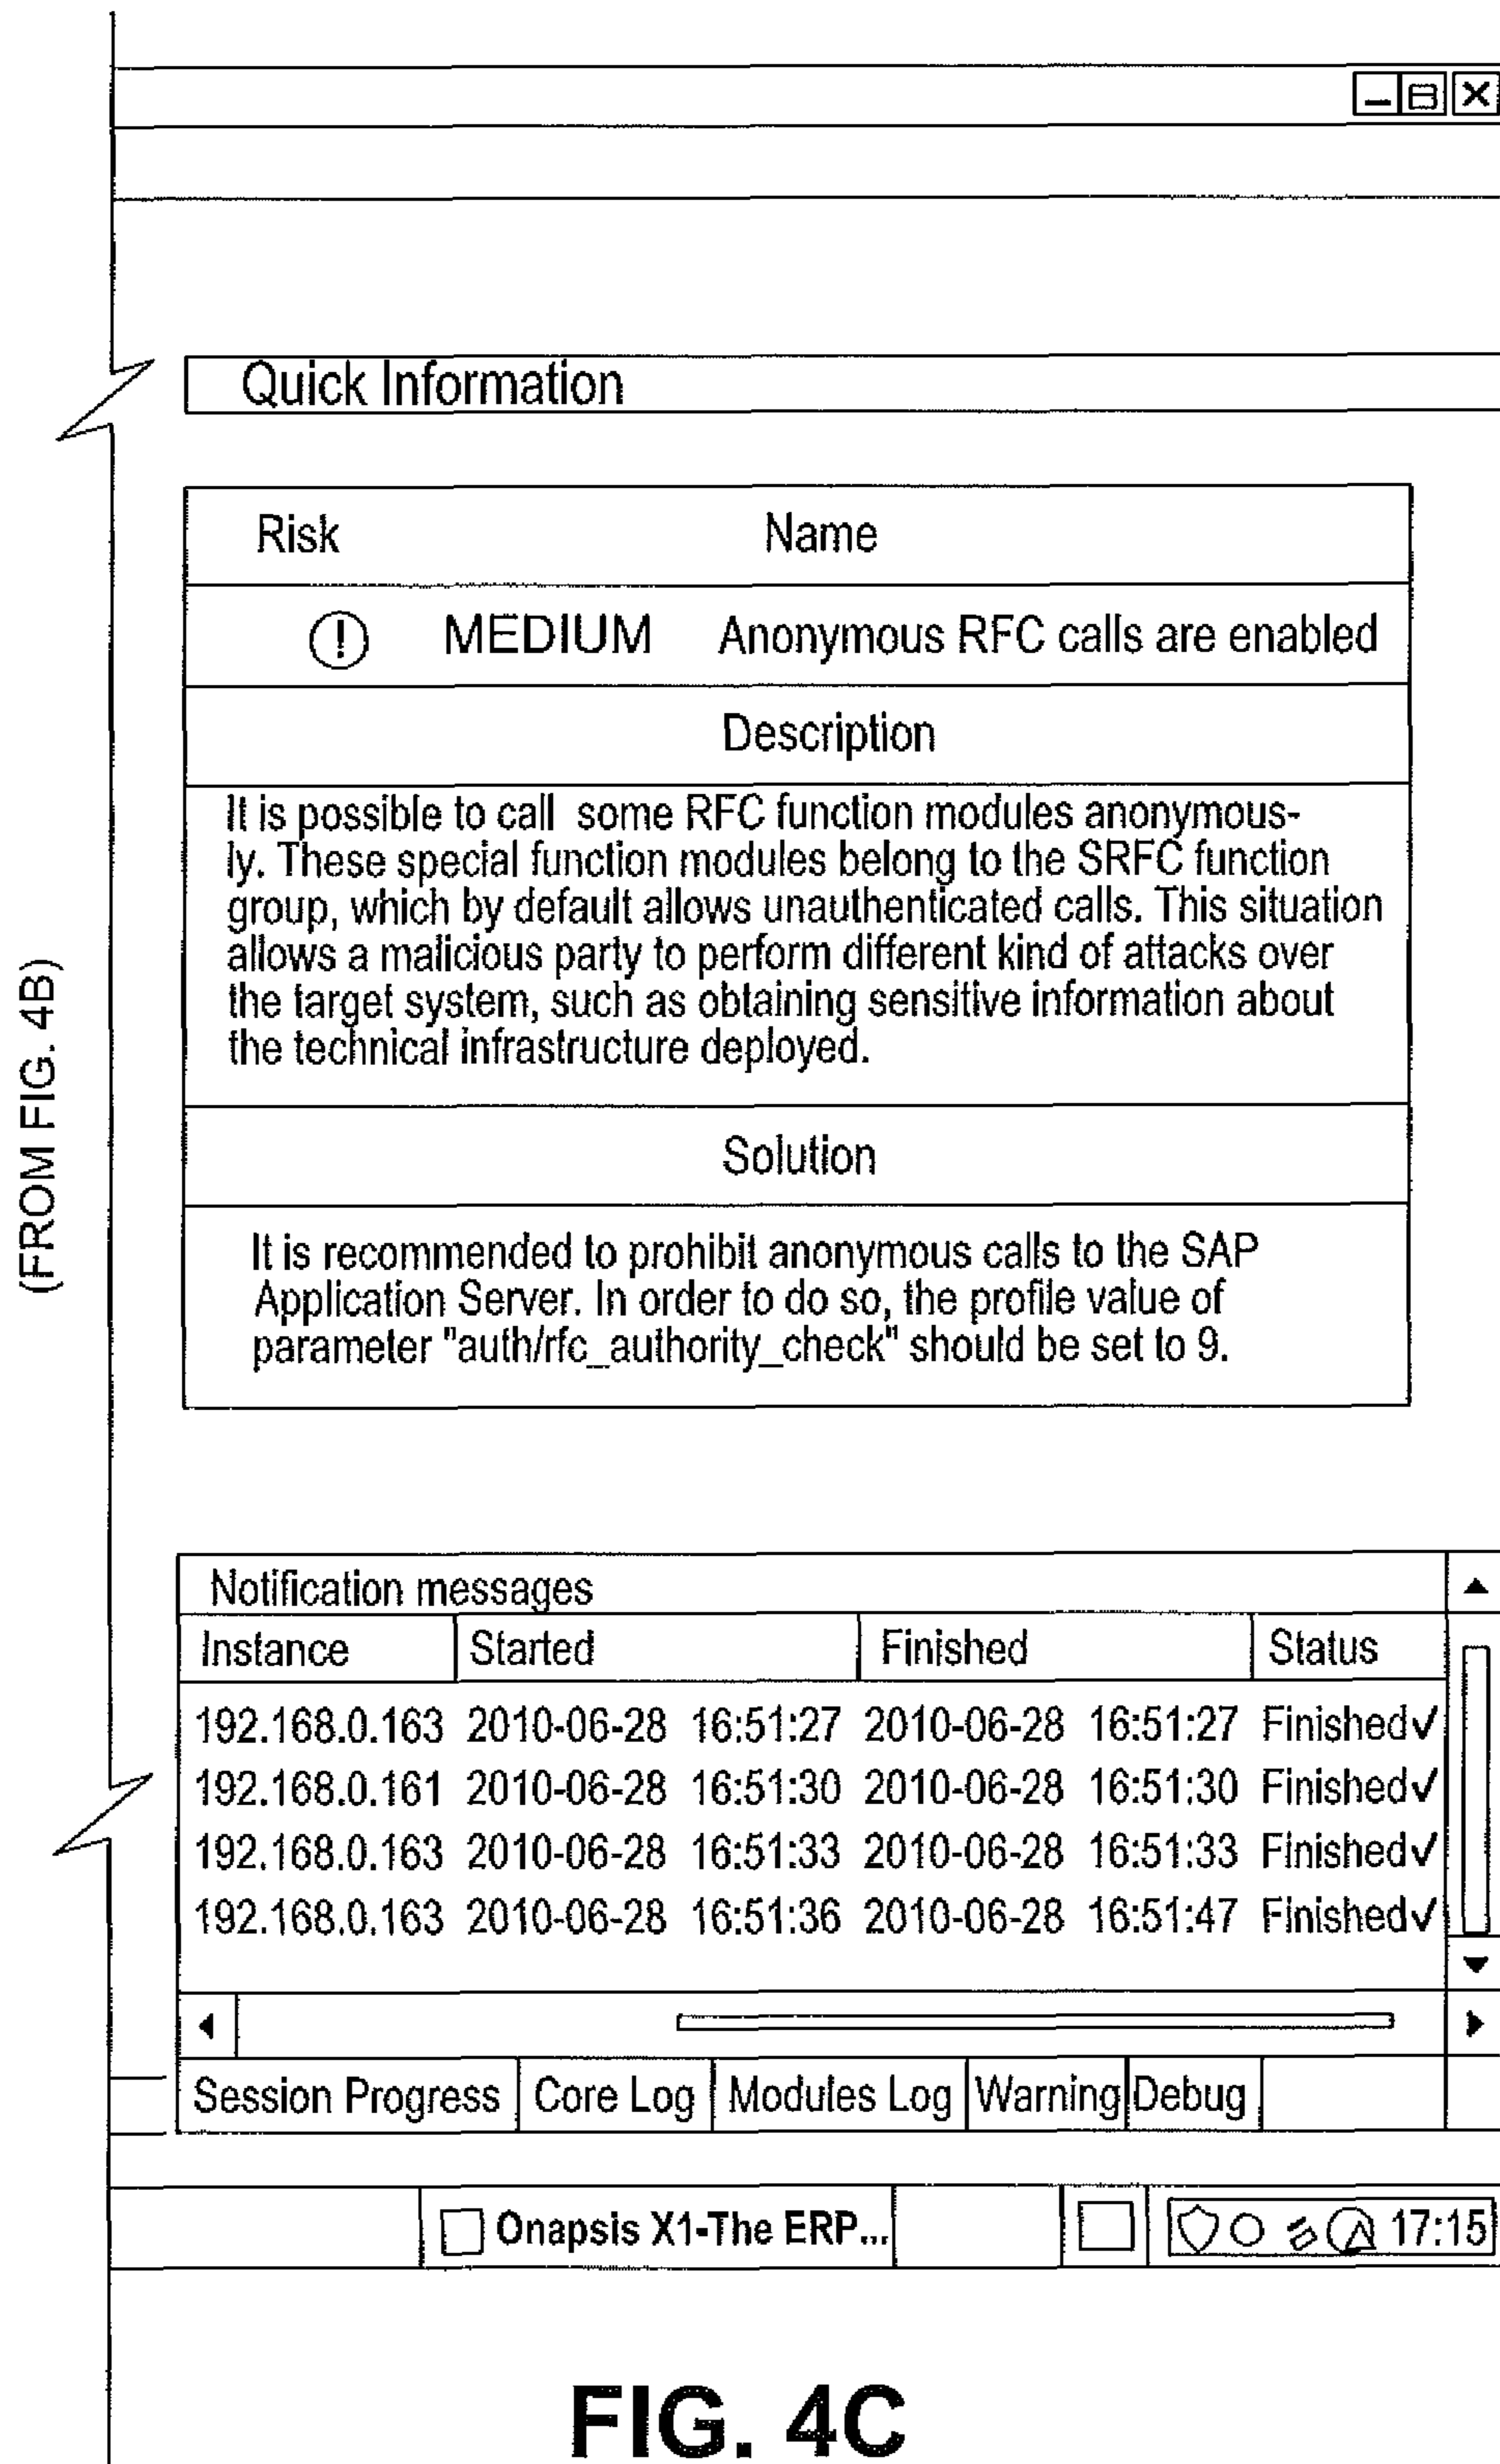 (FROM FIG. 4B)
Quick Information
Risk Name
MEDIUM Anonymous RFC calls are enabled
Description
It is possible to call some RFC function modules anonymous-
ly. These special function modules belong to the SRFC function
group, which by default allows unauthenticated calls. This situation
allows a malicious party to perform different kind of attacks over
the target system, such as obtaining sensitive information about
the technical infrastructure deployed.
Solution
It is recommended to prohibit anonymous calls to the SAP
Application Server. In order to do so, the profile value of
parameter "auth/rfc_authority_check" should be set to 9.
Notification messages
Instance Started Finished Status
192.168.0.163 2010-06-28 16:51:27 2010-06-28 16:51:27 Finished✓
192.168.0.161 2010-06-28 16:51:30 2010-06-28 16:51:30 Finished✓
192.168.0.163 2010-06-28 16:51:33 2010-06-28 16:51:33 Finished✓
192.168.0.163 2010-06-28 16:51:36 2010-06-28 16:51:47 Finished✓
Session Progress Core Log Modules Log Warning Debug
Onapsis X1-The ERP... 17:15
FIG. 4C